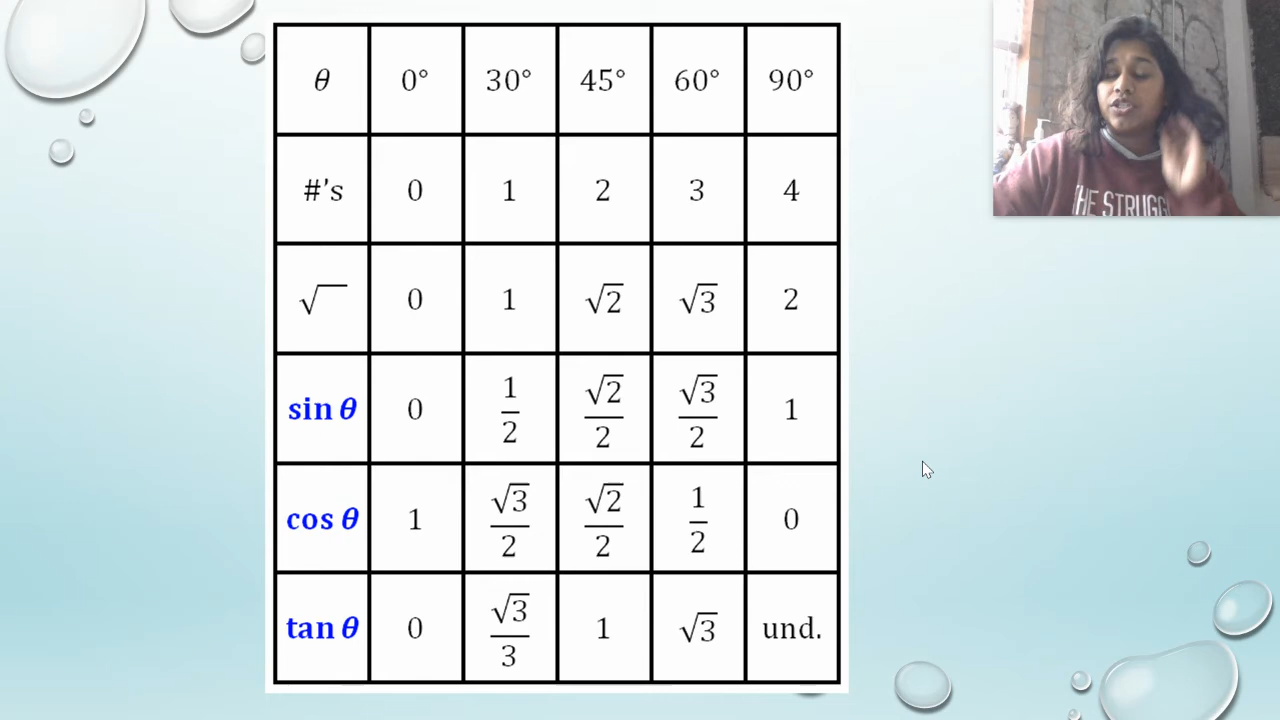 θ 0° 30° 45° 60° 90°
#'s 0 1 2 3 4
√ 0 1 √2 √3 2
sin θ 0 1/2 √2/2 √3/2 1
cos θ 1 √3/2 √2/2 1/2 0
tan θ 0 √3/3 1 √3 und.
HE STRUGG